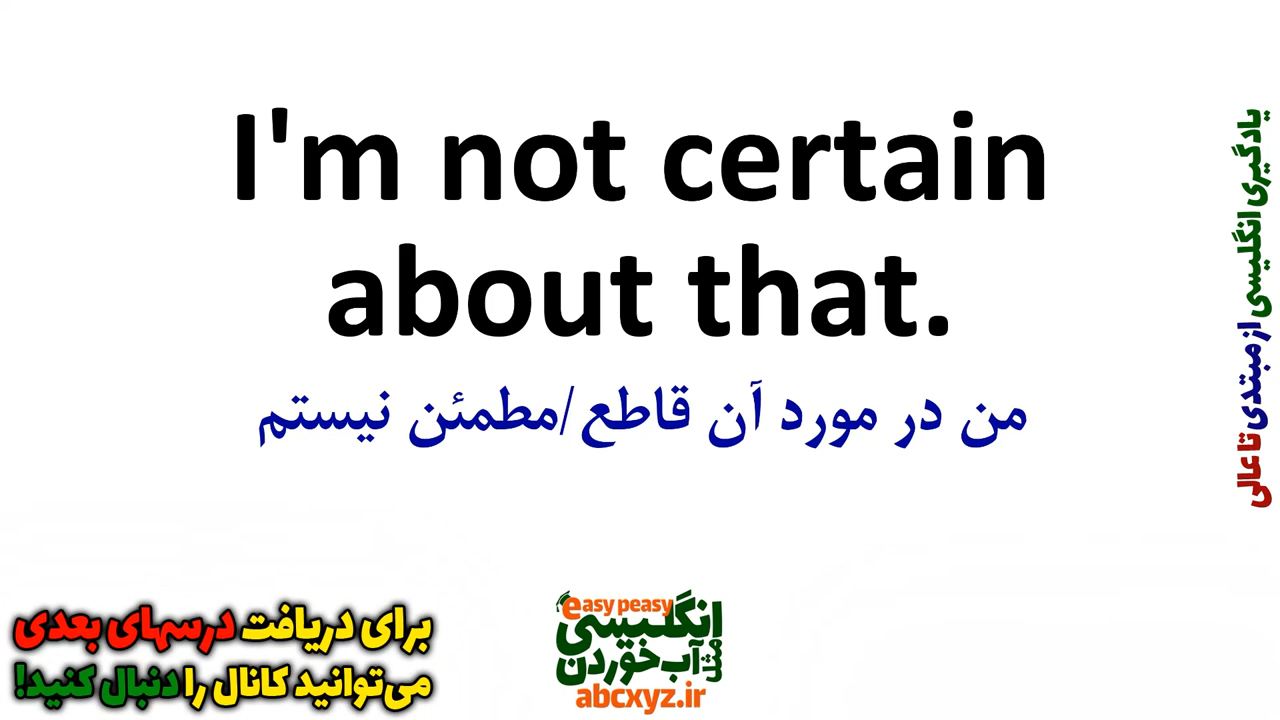 I'm not certain
about that.
من در مورد آن قاطع/مطمئن نیستم
یادگیری انگلیسی از مبتدی تا عالی
برای دریافت درسهای بعدی
می‌توانید کانال را دنبال کنید!
easy peasy
انگلیسی
مثل آب خوردن
abcxyz.ir